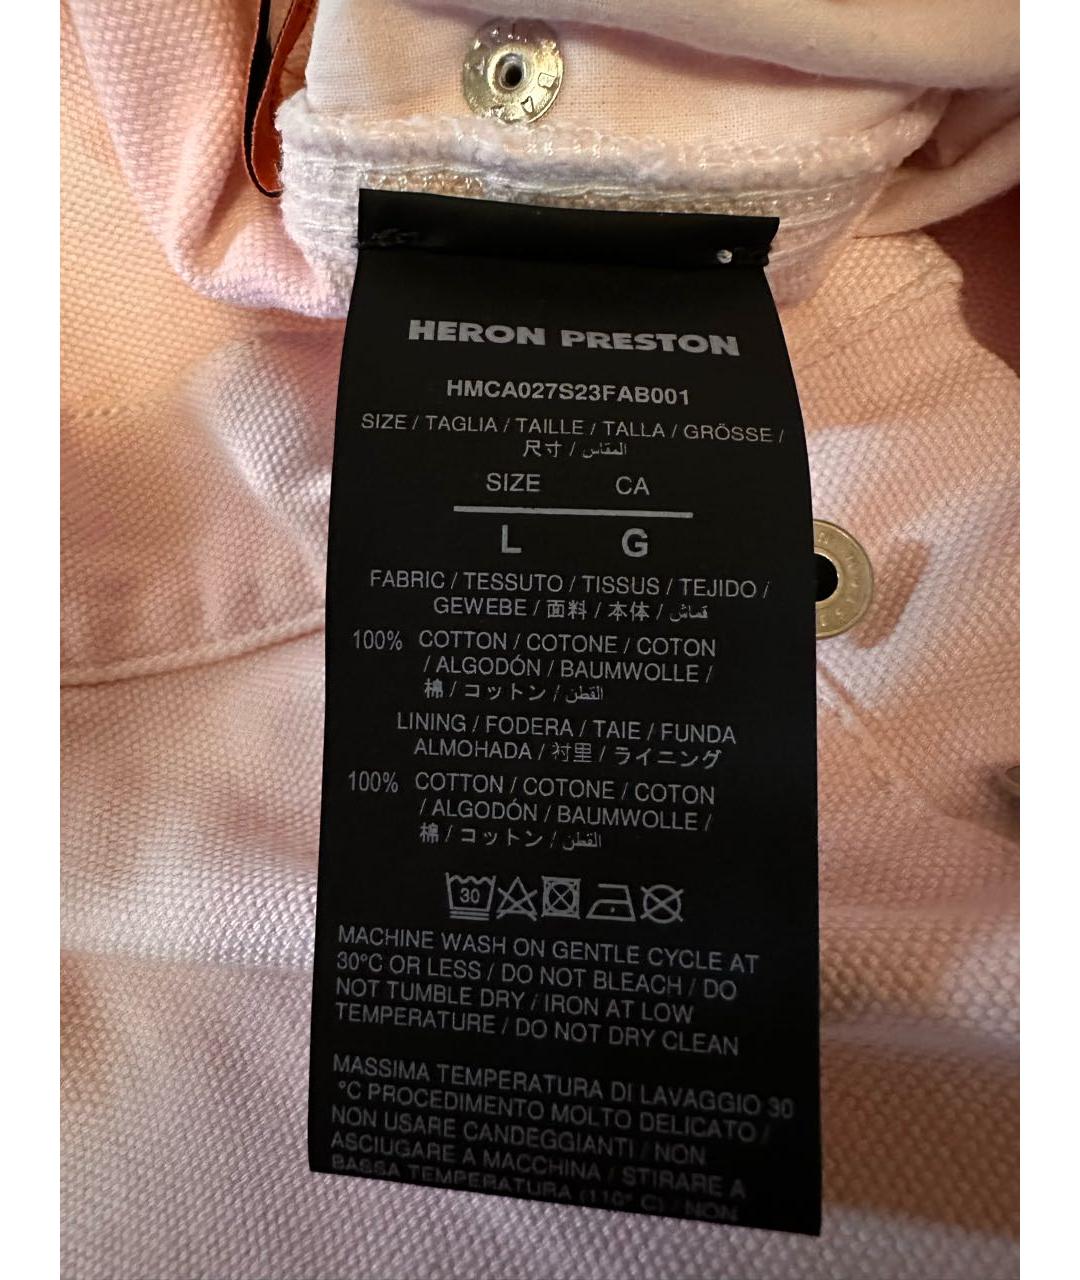 HERON PRESTON
HMCA027S23FAB001
SIZE / TAGLIA / TAILLE / TALLA / GRÖSSE /
尺寸 / المقاس
SIZE CA
L G
FABRIC / TESSUTO / TISSUS / TEJIDO /
GEWEBE / 面料 / 本体 / قماش
100% COTTON / COTONE / COTON
/ ALGODÓN / BAUMWOLLE /
棉 / コットン / القطن
LINING / FODERA / TAIE / FUNDA
ALMOHADA / 衬里 / ライニング
100% COTTON / COTONE / COTON
/ ALGODÓN / BAUMWOLLE /
棉 / コットン / القطن
30
MACHINE WASH ON GENTLE CYCLE AT
30°C OR LESS / DO NOT BLEACH / DO
NOT TUMBLE DRY / IRON AT LOW
TEMPERATURE / DO NOT DRY CLEAN
MASSIMA TEMPERATURA DI LAVAGGIO 30
°C PROCEDIMENTO MOLTO DELICATO /
NON USARE CANDEGGIANTI / NON
ASCIUGARE A MACCHINA / STIRARE A
BASSA TEMPERATURA (110° C) / NON